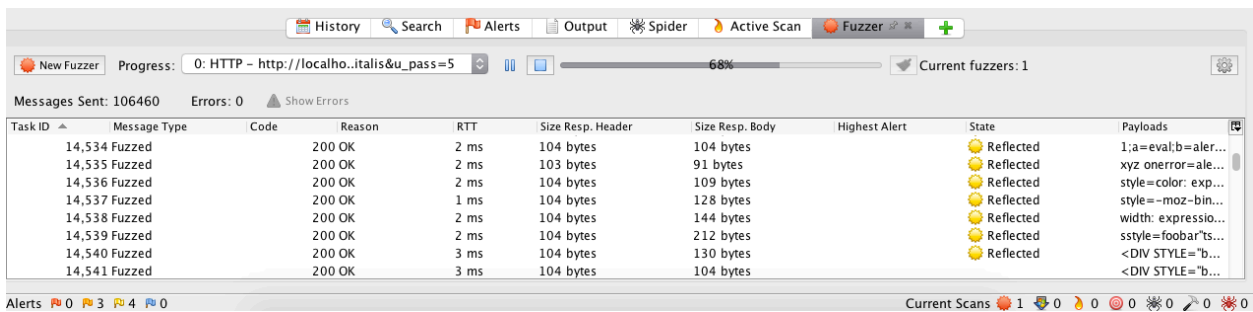 History Search Alerts Output Spider Active Scan Fuzzer
New Fuzzer Progress: 0: HTTP - http://localho..italis&u_pass=5 68% Current fuzzers: 1
Messages Sent: 106460 Errors: 0 Show Errors
Task ID Message Type Code Reason RTT Size Resp. Header Size Resp. Body Highest Alert State Payloads
14,534 Fuzzed 200 OK 2 ms 104 bytes 104 bytes Reflected 1;a=eval;b=aler...
14,535 Fuzzed 200 OK 2 ms 103 bytes 91 bytes Reflected xyz onerror=ale...
14,536 Fuzzed 200 OK 2 ms 104 bytes 109 bytes Reflected style=color: exp...
14,537 Fuzzed 200 OK 1 ms 104 bytes 128 bytes Reflected style=-moz-bin...
14,538 Fuzzed 200 OK 2 ms 104 bytes 144 bytes Reflected width: expressio...
14,539 Fuzzed 200 OK 2 ms 104 bytes 212 bytes Reflected sstyle=foobar"ts...
14,540 Fuzzed 200 OK 3 ms 104 bytes 130 bytes Reflected <DIV STYLE="b...
14,541 Fuzzed 200 OK 3 ms 104 bytes 104 bytes <DIV STYLE="b...
Alerts 0 3 4 0 Current Scans 1 0 0 0 0 0 0